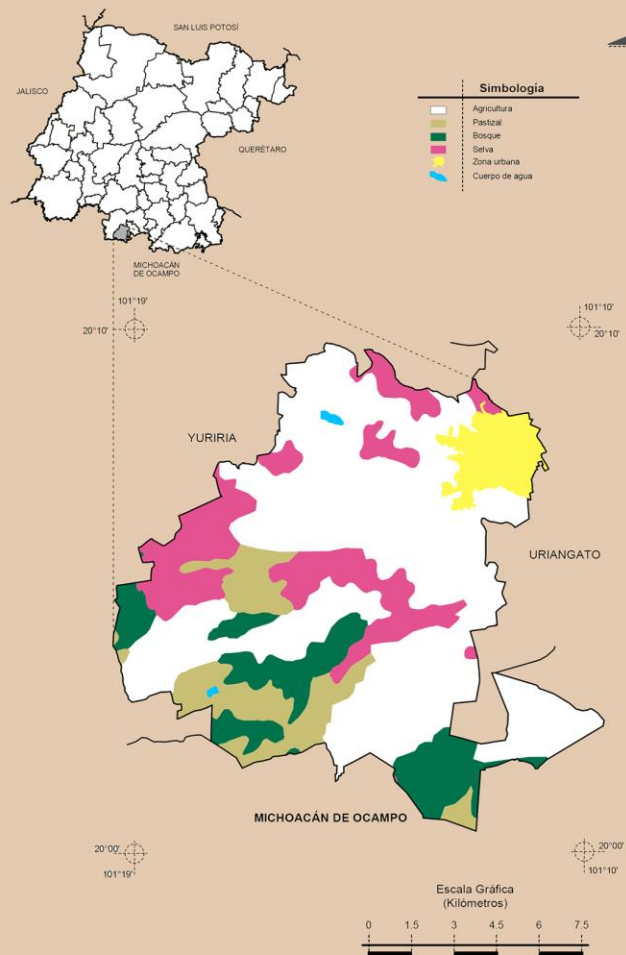 SAN LUIS POTOSÍ
JALISCO
QUERÉTARO
MICHOACÁN
DE OCAMPO
Simbología
Agricultura
Pastizal
Bosque
Selva
Zona urbana
Cuerpo de agua
101°19'
20°10'
101°10'
20°10'
YURIRIA
URIANGATO
MICHOACÁN DE OCAMPO
20°00'
101°19'
20°00'
101°10'
Escala Gráfica
(Kilómetros)
0 1.5 3 4.5 6 7.5